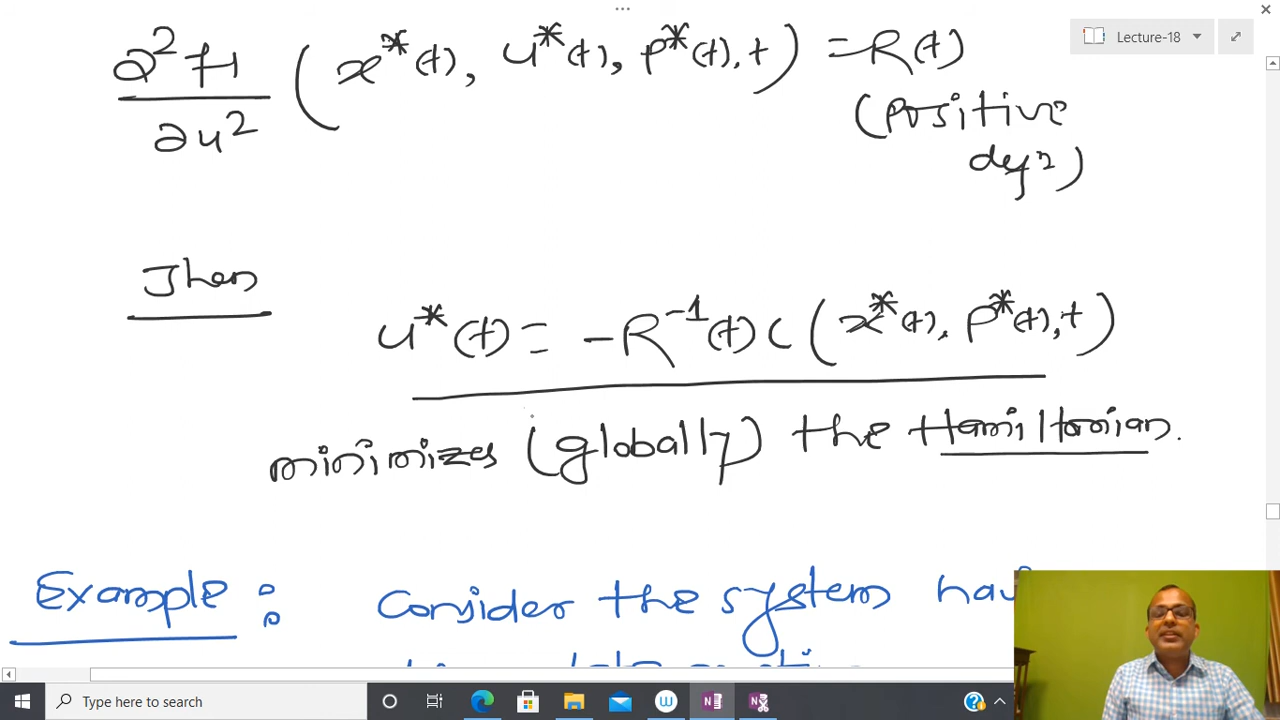 Lecture-18
∂²H (x*(t), u*(t), p*(t), t) = R(t)
∂u²
(positive
def)
Then
u*(t) = -R⁻¹(t) C (x*(t), p*(t), t)
minimizes (globally) the Hamiltonian.
Example : Consider the system
Type here to search